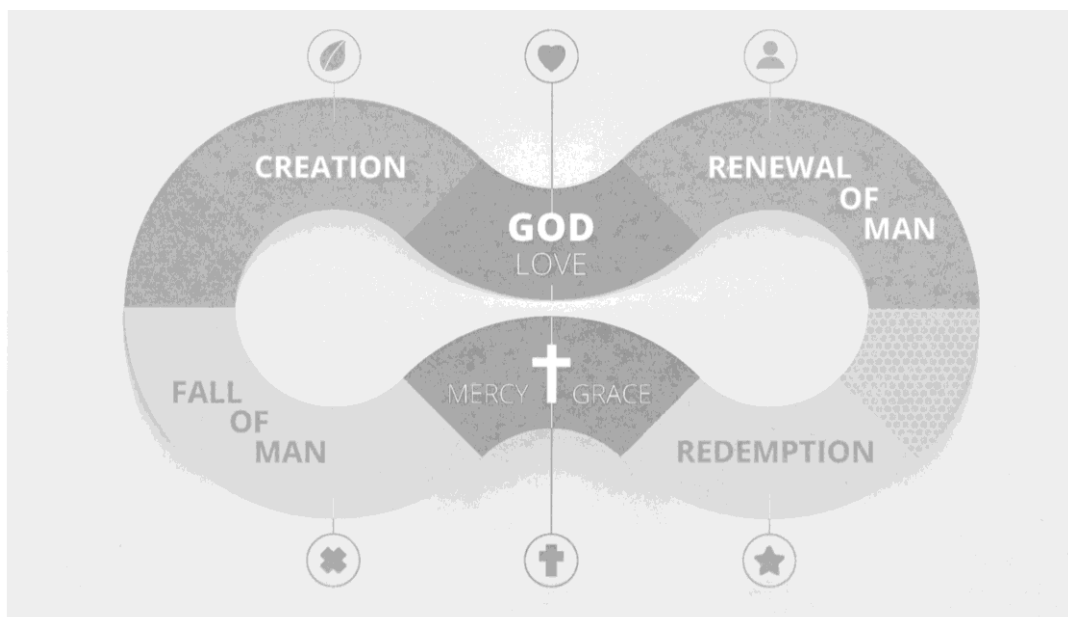 CREATION
GOD
LOVE
RENEWAL
OF
MAN
FALL
OF
MAN
MERCY GRACE
REDEMPTION